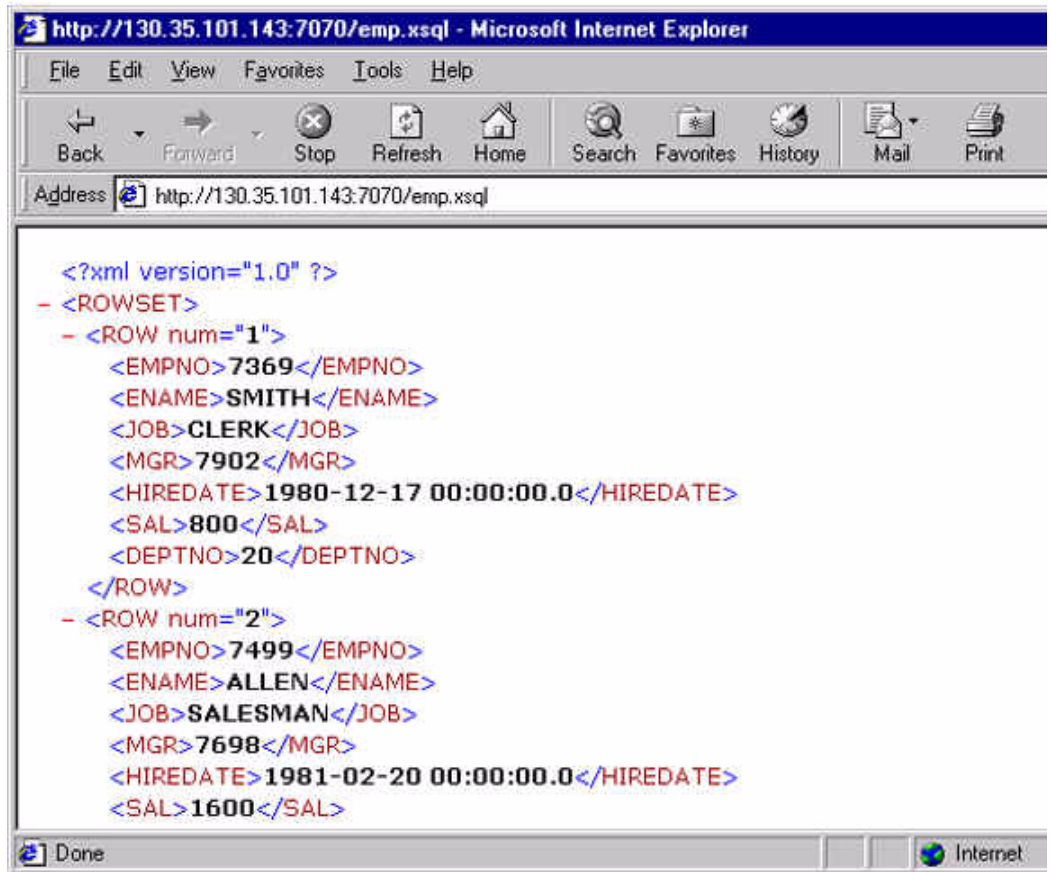 http://130.35.101.143:7070/emp.xsql - Microsoft Internet Explorer
File Edit View Favorites Tools Help
Back Forward Stop Refresh Home Search Favorites History Mail Print
Address http://130.35.101.143:7070/emp.xsql
<?xml version="1.0" ?>
- <ROWSET>
- <ROW num="1">
<EMPNO>7369</EMPNO>
<ENAME>SMITH</ENAME>
<JOB>CLERK</JOB>
<MGR>7902</MGR>
<HIREDATE>1980-12-17 00:00:00.0</HIREDATE>
<SAL>800</SAL>
<DEPTNO>20</DEPTNO>
</ROW>
- <ROW num="2">
<EMPNO>7499</EMPNO>
<ENAME>ALLEN</ENAME>
<JOB>SALESMAN</JOB>
<MGR>7698</MGR>
<HIREDATE>1981-02-20 00:00:00.0</HIREDATE>
<SAL>1600</SAL>
Done Internet